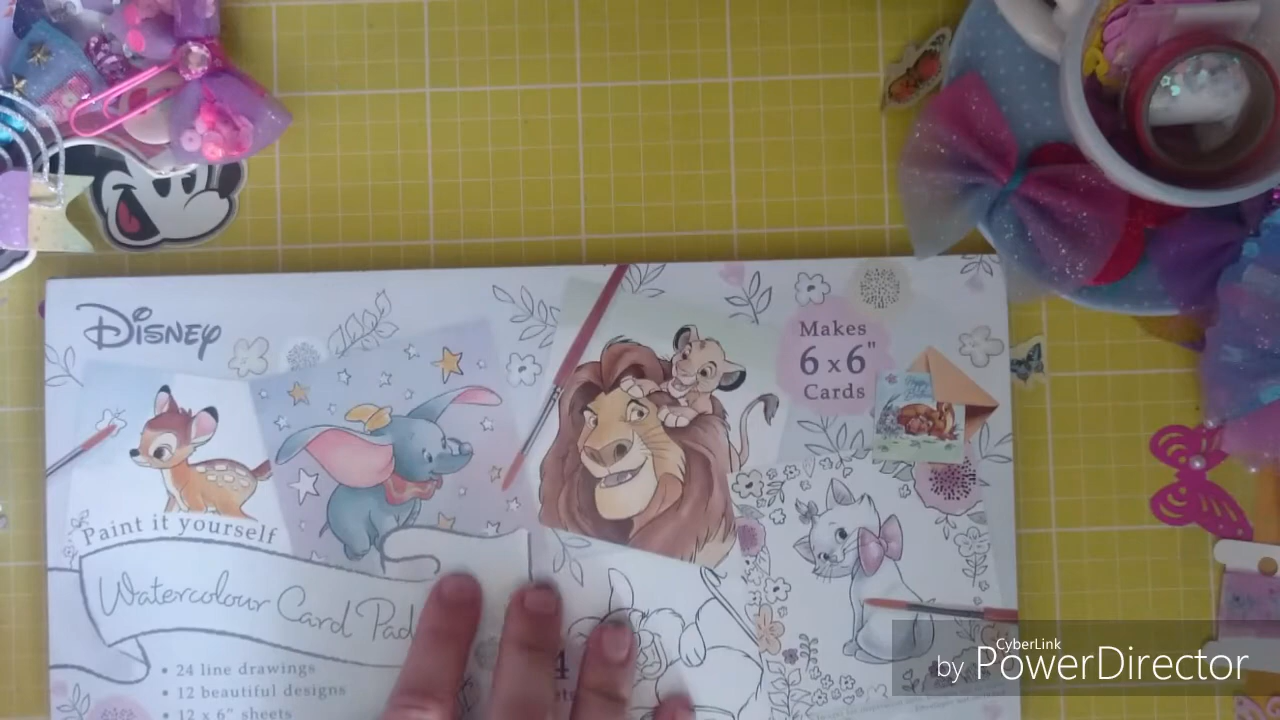 Disney
Makes
6 x 6"
Cards
Paint it yourself
Watercolour Card Pad
• 24 line drawings
• 12 beautiful designs
• 12 x 6" sheets
by CyberLink
PowerDirector